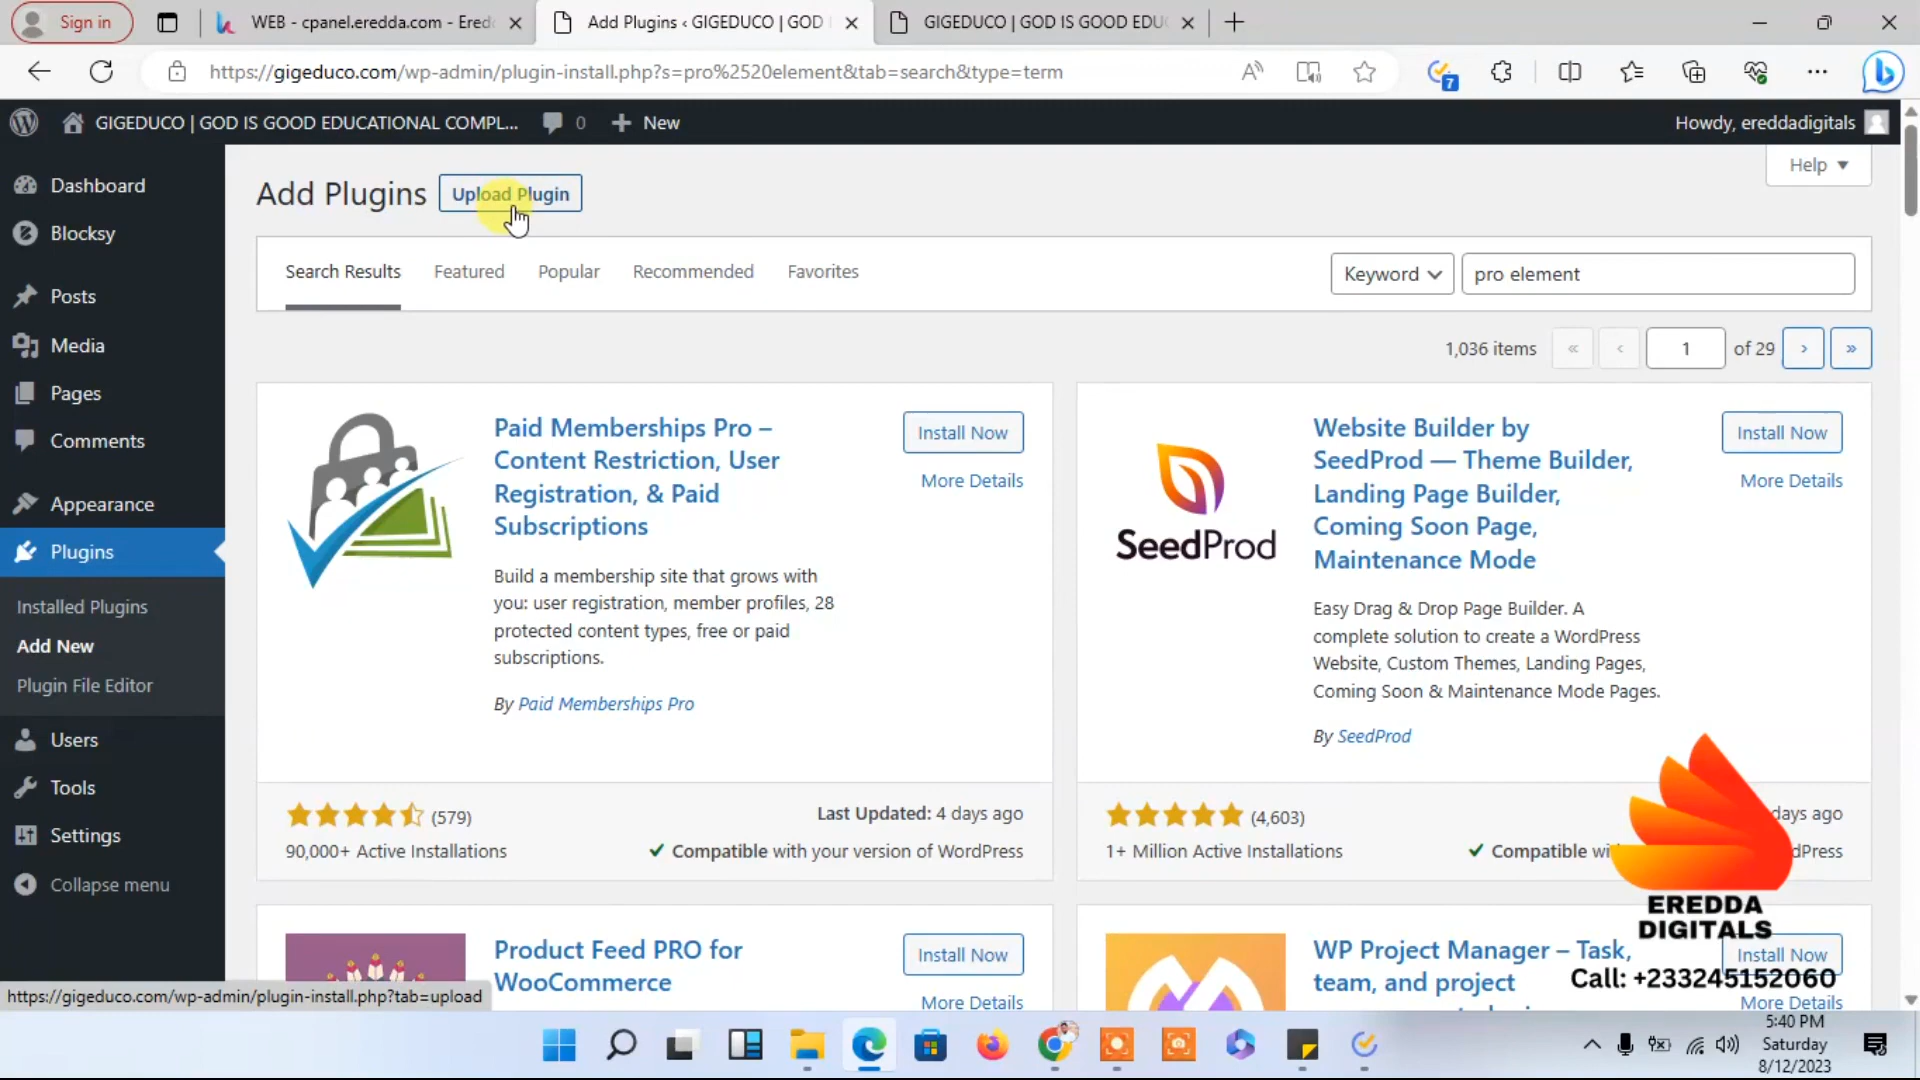 Sign in
WEB - cpanel.eredda.com - Ered
Add Plugins ‹ GIGEDUCO | GOD I
GIGEDUCO | GOD IS GOOD EDUC
https://gigeduco.com/wp-admin/plugin-install.php?s=pro%2520element&tab=search&type=term
7
GIGEDUCO | GOD IS GOOD EDUCATIONAL COMPL...
0
New
Howdy, ereddadigitals
Dashboard
Blocksy
Posts
Media
Pages
Comments
Appearance
Plugins
Installed Plugins
Add New
Plugin File Editor
Users
Tools
Settings
Collapse menu
Add Plugins
Upload Plugin
Help
Search Results
Featured
Popular
Recommended
Favorites
Keyword
pro element
1,036 items
«
‹
1
of 29
›
»
Paid Memberships Pro –
Content Restriction, User
Registration, & Paid
Subscriptions
Install Now
More Details
Build a membership site that grows with
you: user registration, member profiles, 28
protected content types, free or paid
subscriptions.
By Paid Memberships Pro
(579)
90,000+ Active Installations
Last Updated: 4 days ago
Compatible with your version of WordPress
SeedProd
Website Builder by
SeedProd — Theme Builder,
Landing Page Builder,
Coming Soon Page,
Maintenance Mode
Install Now
More Details
Easy Drag & Drop Page Builder. A
complete solution to create a WordPress
Website, Custom Themes, Landing Pages,
Coming Soon & Maintenance Mode Pages.
By SeedProd
(4,603)
1+ Million Active Installations
days ago
Compatible wi
dPress
Product Feed PRO for
WooCommerce
Install Now
More Details
WP Project Manager – Task,
team, and project
Install Now
More Details
EREDDA
DIGITALS
Call: +233245152060
https://gigeduco.com/wp-admin/plugin-install.php?tab=upload
5:40 PM
Saturday
8/12/2023